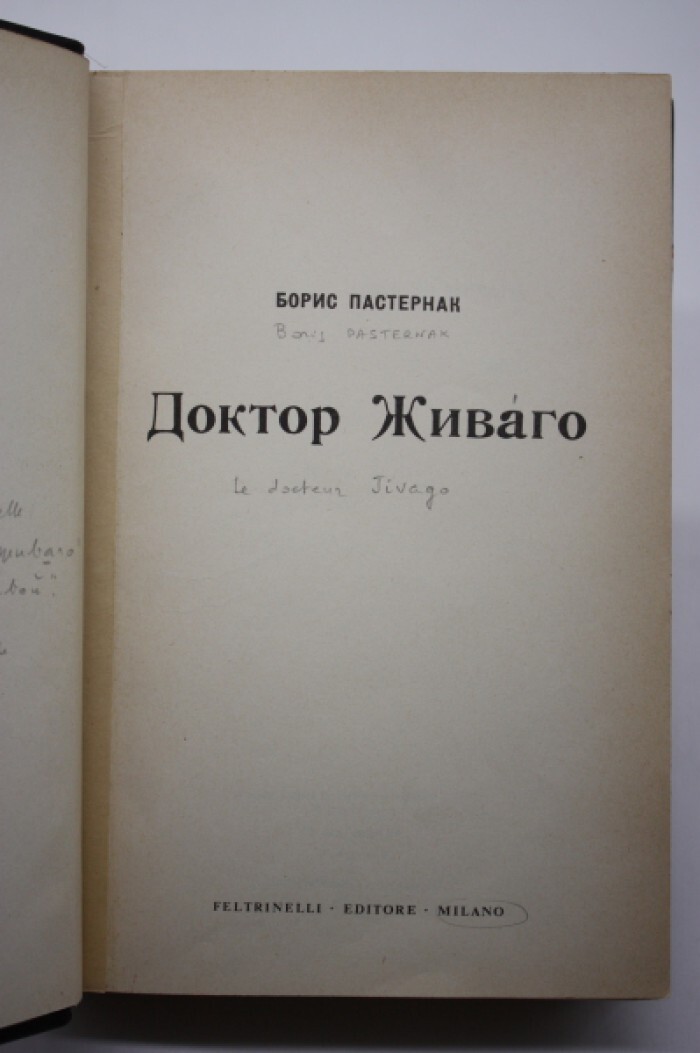 БОРИС ПАСТЕРНАК
Boris PASTERNAK
Доктор Живаго
Le docteur Jivago
FELTRINELLI · EDITORE · MILANO